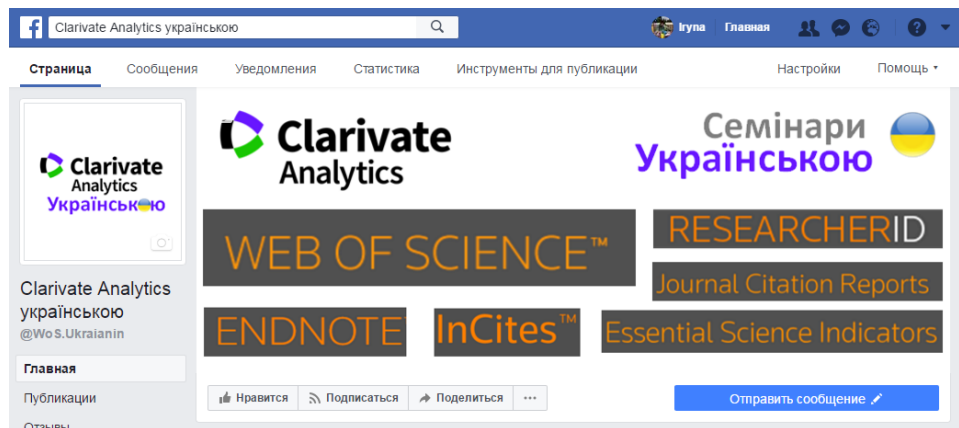 Clarivate Analytics українською
Iryna Главная
Страница Сообщения Уведомления Статистика Инструменты для публикации Настройки Помощь
Clarivate
Analytics
Українською
Clarivate Analytics
українською
@WoS.Ukraianin
Главная
Публикации
Отзывы
Clarivate
Analytics
Семінари
Українською
WEB OF SCIENCE™
RESEARCHERID
Journal Citation Reports
ENDNOTE
InCites™
Essential Science Indicators
Нравится Подписаться Поделиться
Отправить сообщение